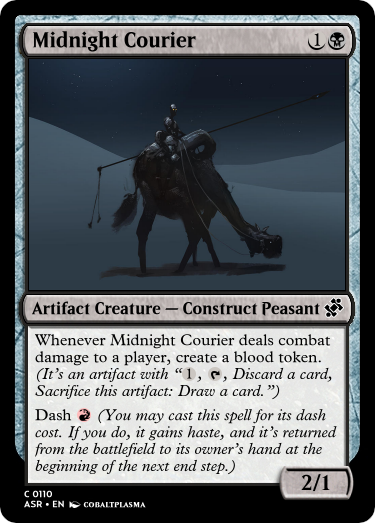 Midnight Courier 1
Artifact Creature — Construct Peasant
Whenever Midnight Courier deals combat
damage to a player, create a blood token.
(It's an artifact with “1, , Discard a card,
Sacrifice this artifact: Draw a card.”)
Dash (You may cast this spell for its dash
cost. If you do, it gains haste, and it's returned
from the battlefield to its owner's hand at the
beginning of the next end step.)
2/1
C 0110
ASR • EN COBALTPLASMA